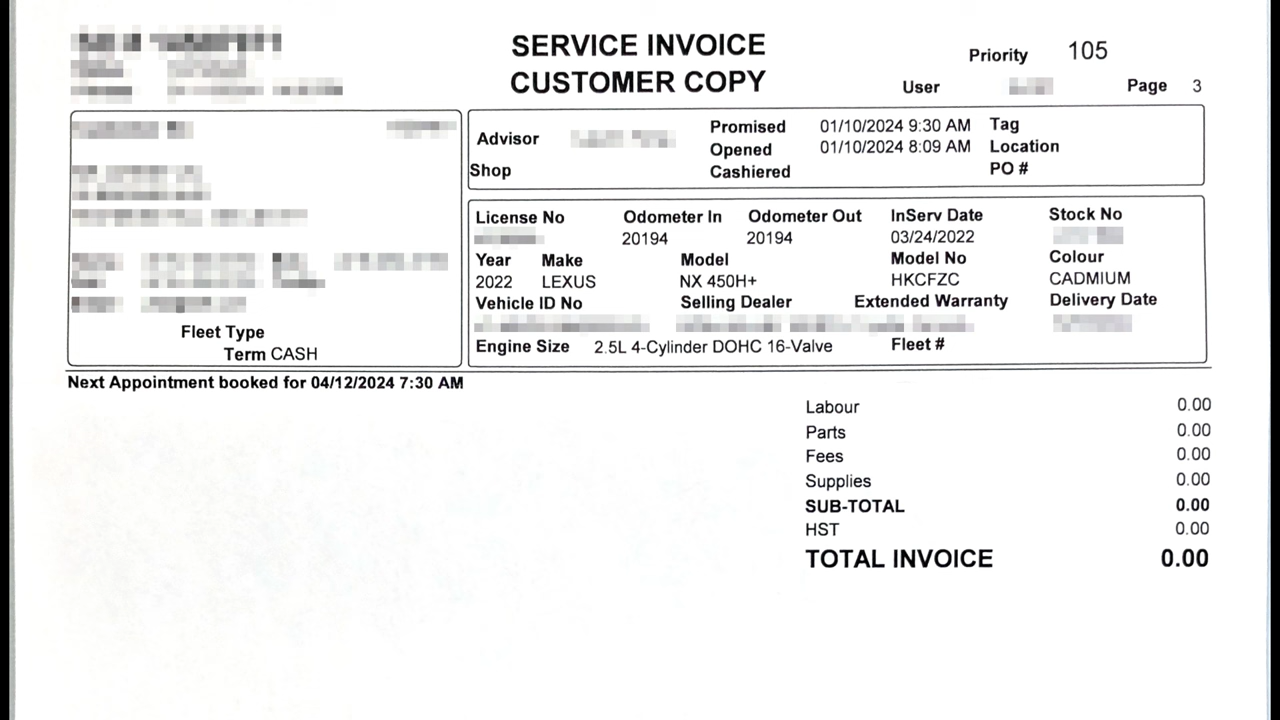 SERVICE INVOICE
CUSTOMER COPY
Priority 105
User
Page 3
Advisor
Shop
Promised 01/10/2024 9:30 AM Tag
Opened 01/10/2024 8:09 AM Location
Cashiered PO #
License No Odometer In Odometer Out InServ Date Stock No
20194 20194 03/24/2022
Year Make Model Model No Colour
2022 LEXUS NX 450H+ HKCFZC CADMIUM
Vehicle ID No Selling Dealer Extended Warranty Delivery Date
Engine Size 2.5L 4-Cylinder DOHC 16-Valve Fleet #
Fleet Type
Term CASH
Next Appointment booked for 04/12/2024 7:30 AM
Labour 0.00
Parts 0.00
Fees 0.00
Supplies 0.00
SUB-TOTAL 0.00
HST 0.00
TOTAL INVOICE 0.00